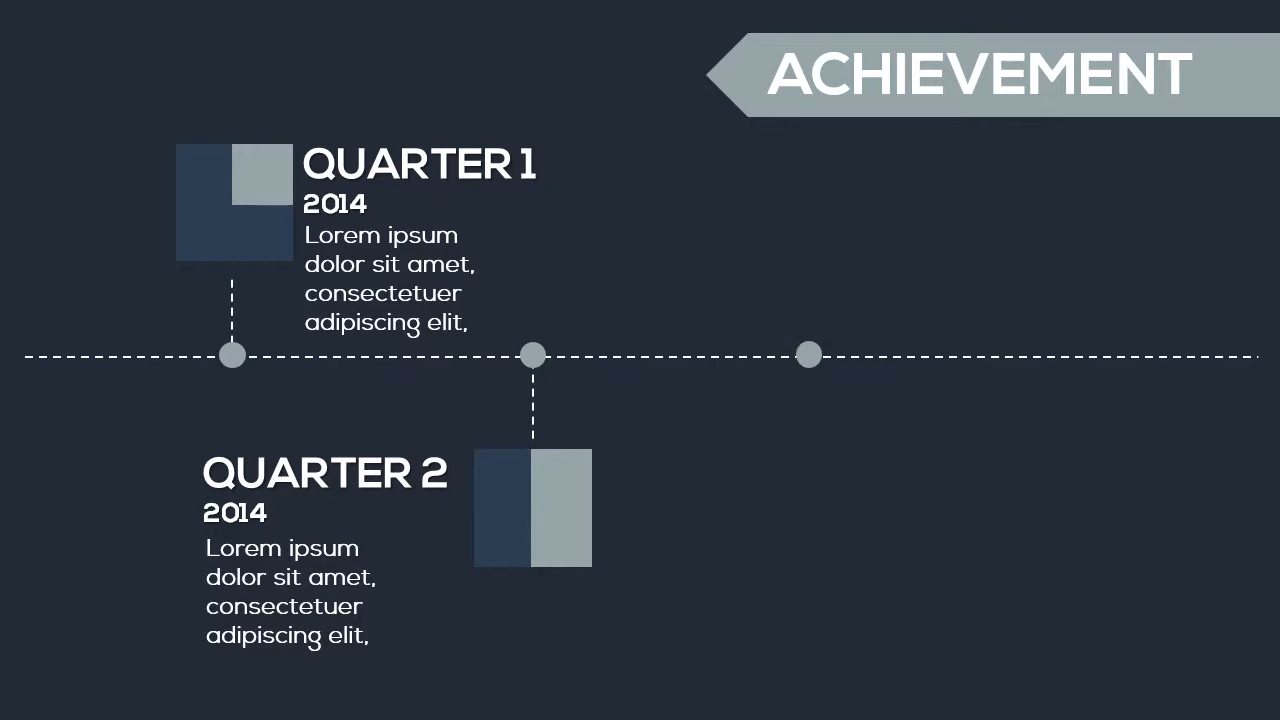 ACHIEVEMENT
QUARTER 1
2014
Lorem ipsum
dolor sit amet,
consectetuer
adipiscing elit,
QUARTER 2
2014
Lorem ipsum
dolor sit amet,
consectetuer
adipiscing elit,